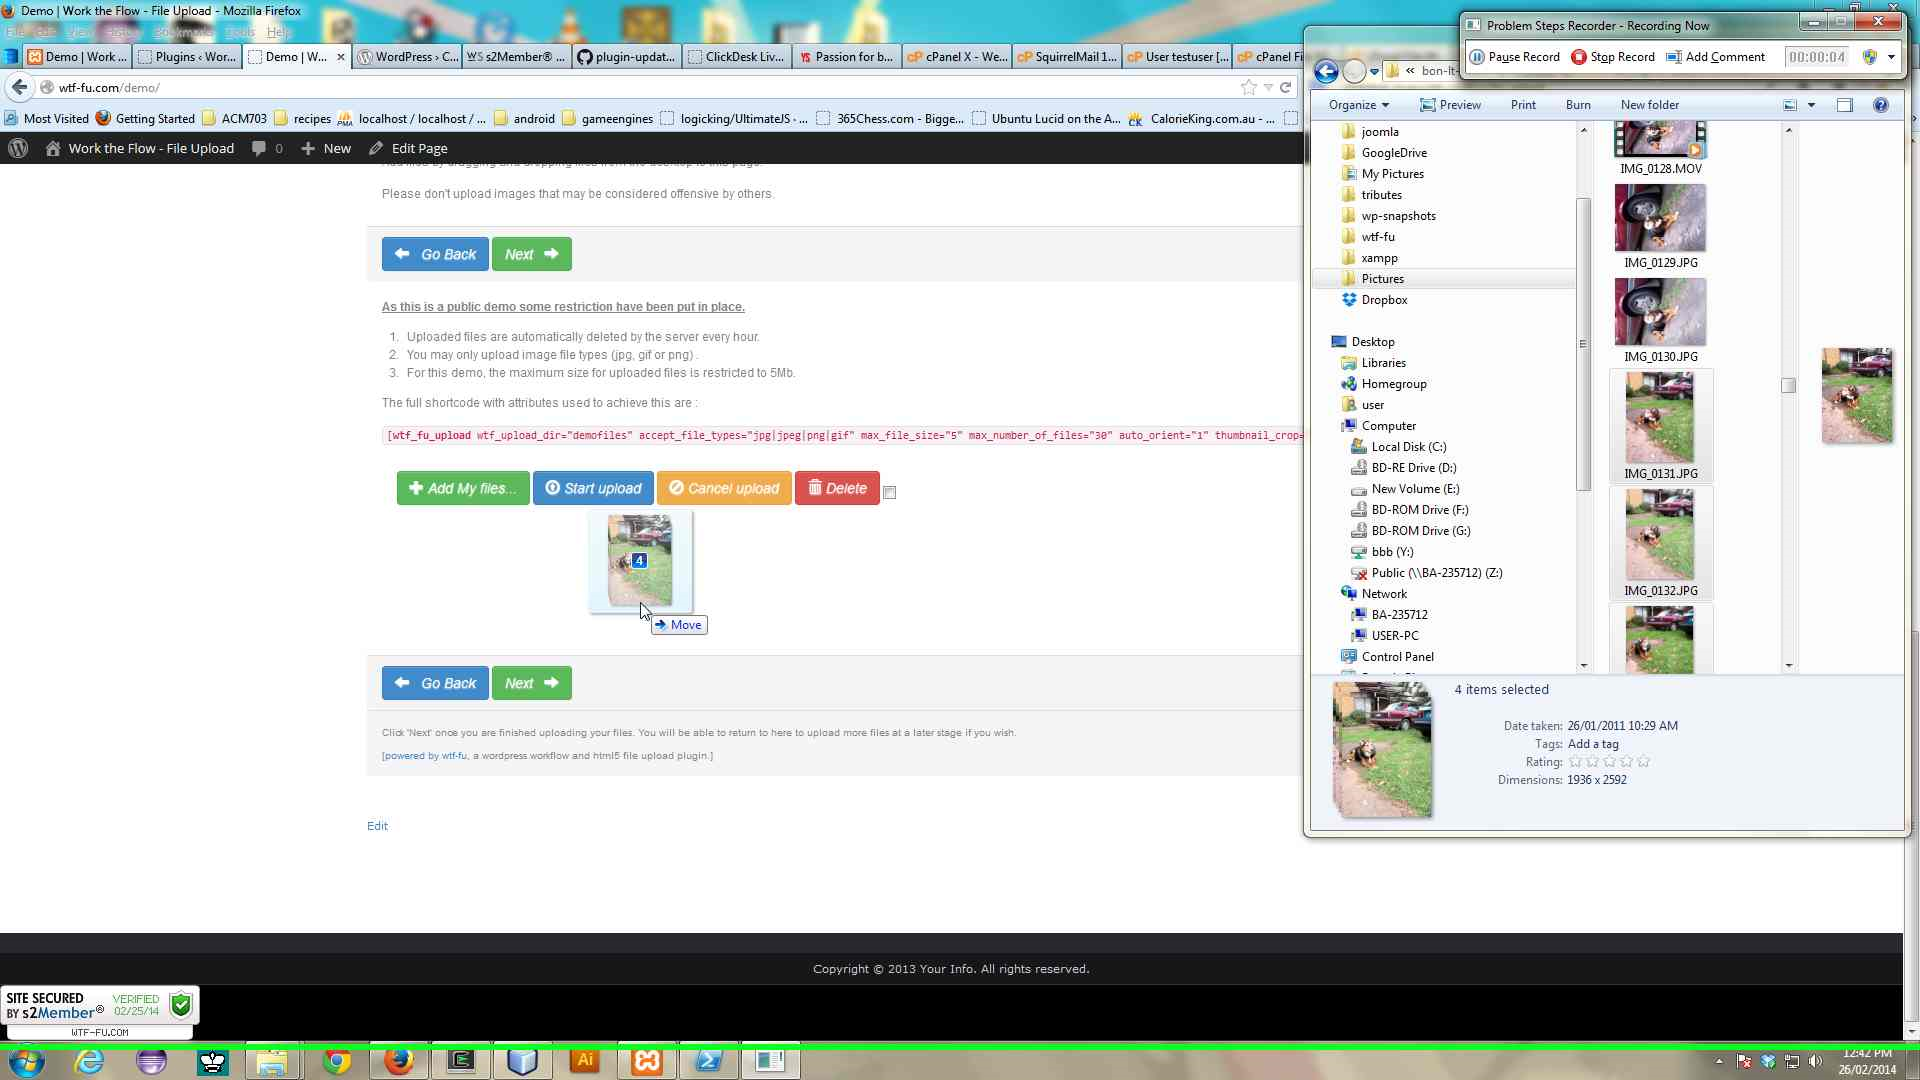 Demo | Work the Flow - File Upload - Mozilla Firefox
File Edit View History Bookmarks Tools Help
Demo | Work ...
Plugins ‹ Wor...
Demo | W...
WordPress › C...
s2Member® ...
plugin-updat...
ClickDesk Liv...
Passion for b...
cPanel X - We...
SquirrelMail 1...
User testuser [...
cPanel Fi
wtf-fu.com/demo/
Most Visited
Getting Started
ACM703
recipes
localhost / localhost / ...
android
gameengines
logicking/UltimateJS · ...
365Chess.com - Bigge...
Ubuntu Lucid on the A...
CalorieKing.com.au - ...
Work the Flow - File Upload
0
New
Edit Page
Please don't upload images that may be considered offensive by others.
Go Back
Next
As this is a public demo some restriction have been put in place.
1. Uploaded files are automatically deleted by the server every hour.
2. You may only upload image file types (jpg, gif or png) .
3. For this demo, the maximum size for uploaded files is restricted to 5Mb.
The full shortcode with attributes used to achieve this are :
[wtf_fu_upload wtf_upload_dir="demofiles" accept_file_types="jpg|jpeg|png|gif" max_file_size="5" max_number_of_files="30" auto_orient="1" thumbnail_crop=
Add My files...
Start upload
Cancel upload
Delete
4
Move
Go Back
Next
Click 'Next' once you are finished uploading your files. You will be able to return to here to upload more files at a later stage if you wish.
[powered by wtf-fu, a wordpress workflow and html5 file upload plugin.]
Edit
Copyright © 2013 Your Info. All rights reserved.
SITE SECURED
BY s2Member®
VERIFIED
02/25/14
WTF-FU.COM
Problem Steps Recorder - Recording Now
Pause Record
Stop Record
Add Comment
00:00:04
« bon-lt-
Organize
Preview
Print
Burn
New folder
joomla
GoogleDrive
My Pictures
tributes
wp-snapshots
wtf-fu
xampp
Pictures
Dropbox
Desktop
Libraries
Homegroup
user
Computer
Local Disk (C:)
BD-RE Drive (D:)
New Volume (E:)
BD-ROM Drive (F:)
BD-ROM Drive (G:)
bbb (Y:)
Public (\\BA-235712) (Z:)
Network
BA-235712
USER-PC
Control Panel
IMG_0128.MOV
IMG_0129.JPG
IMG_0130.JPG
IMG_0131.JPG
IMG_0132.JPG
4 items selected
Date taken: 26/01/2011 10:29 AM
Tags: Add a tag
Rating:
Dimensions: 1936 x 2592
Ai
12:42 PM
26/02/2014